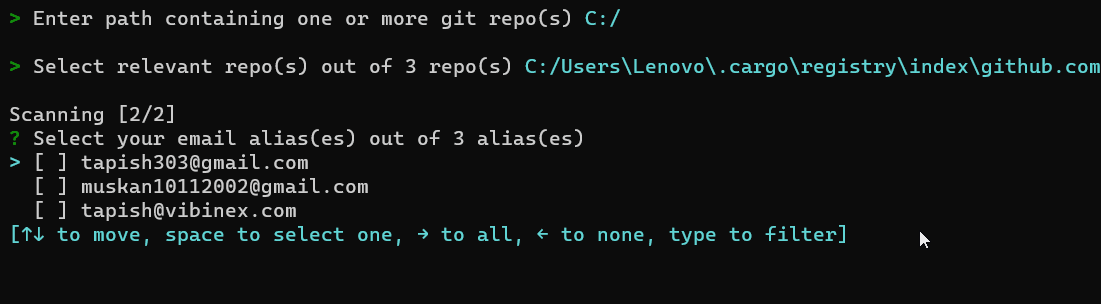 > Enter path containing one or more git repo(s) C:/
> Select relevant repo(s) out of 3 repo(s) C:/Users\Lenovo\.cargo\registry\index\github.com
Scanning [2/2]
? Select your email alias(es) out of 3 alias(es)
> [ ] tapish303@gmail.com
[ ] muskan10112002@gmail.com
[ ] tapish@vibinex.com
[↑↓ to move, space to select one, → to all, ← to none, type to filter]